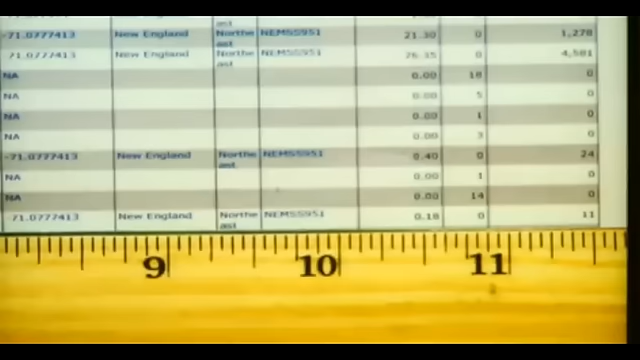 ast
-71.0777413 New England Northe ast NEMSS951 21.30 0 1,278
71.0777413 New England Northe ast NEMSS951 76.35 0 4,581
NA 0.00 18 0
NA 0.00 5 0
NA 0.00 1 0
NA 0.00 3 0
-71.0777413 New England Northe ast NEMSS951 0.40 0 24
NA 0.00 1 0
NA 0.00 14 0
71.0777413 New England Northe ast NEMSS951 0.18 0 11
9 10 11